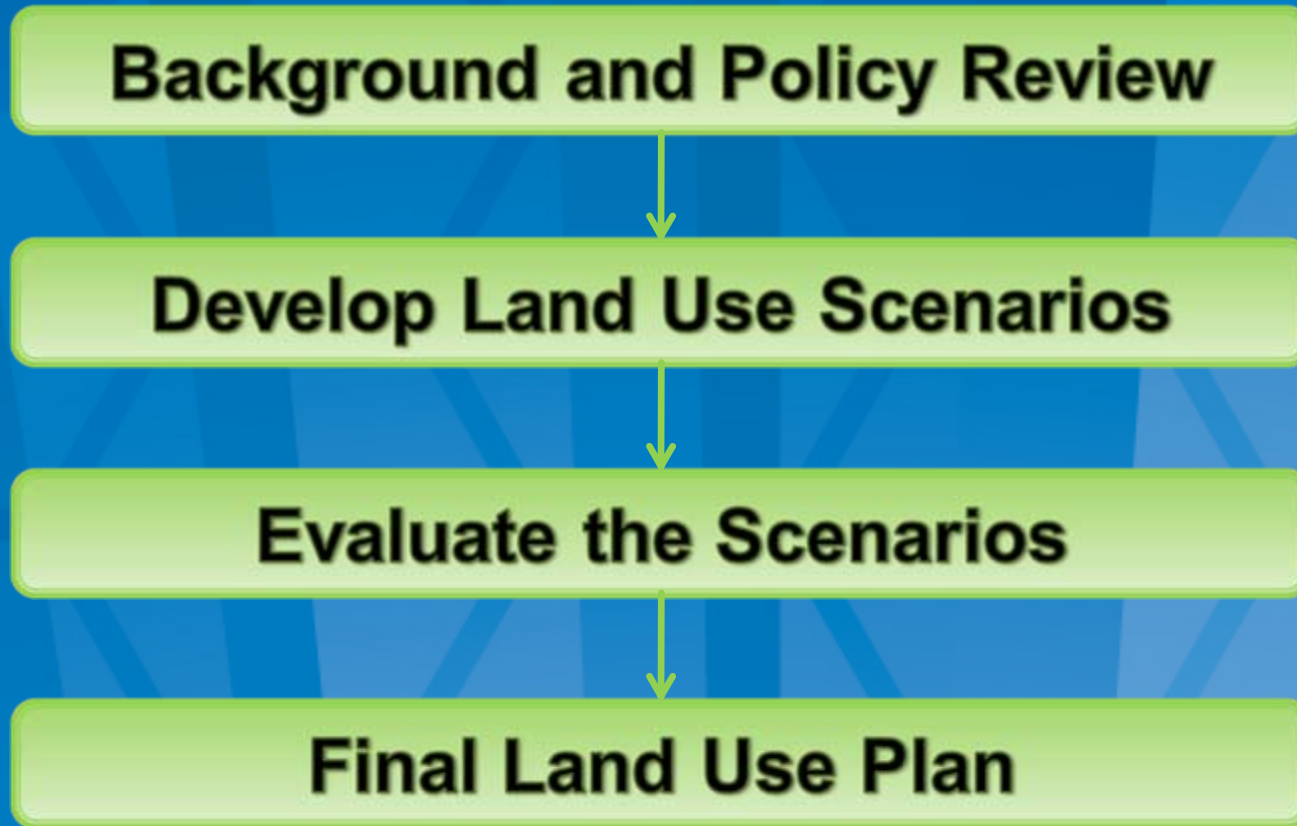 Background and Policy Review
Develop Land Use Scenarios
Evaluate the Scenarios
Final Land Use Plan